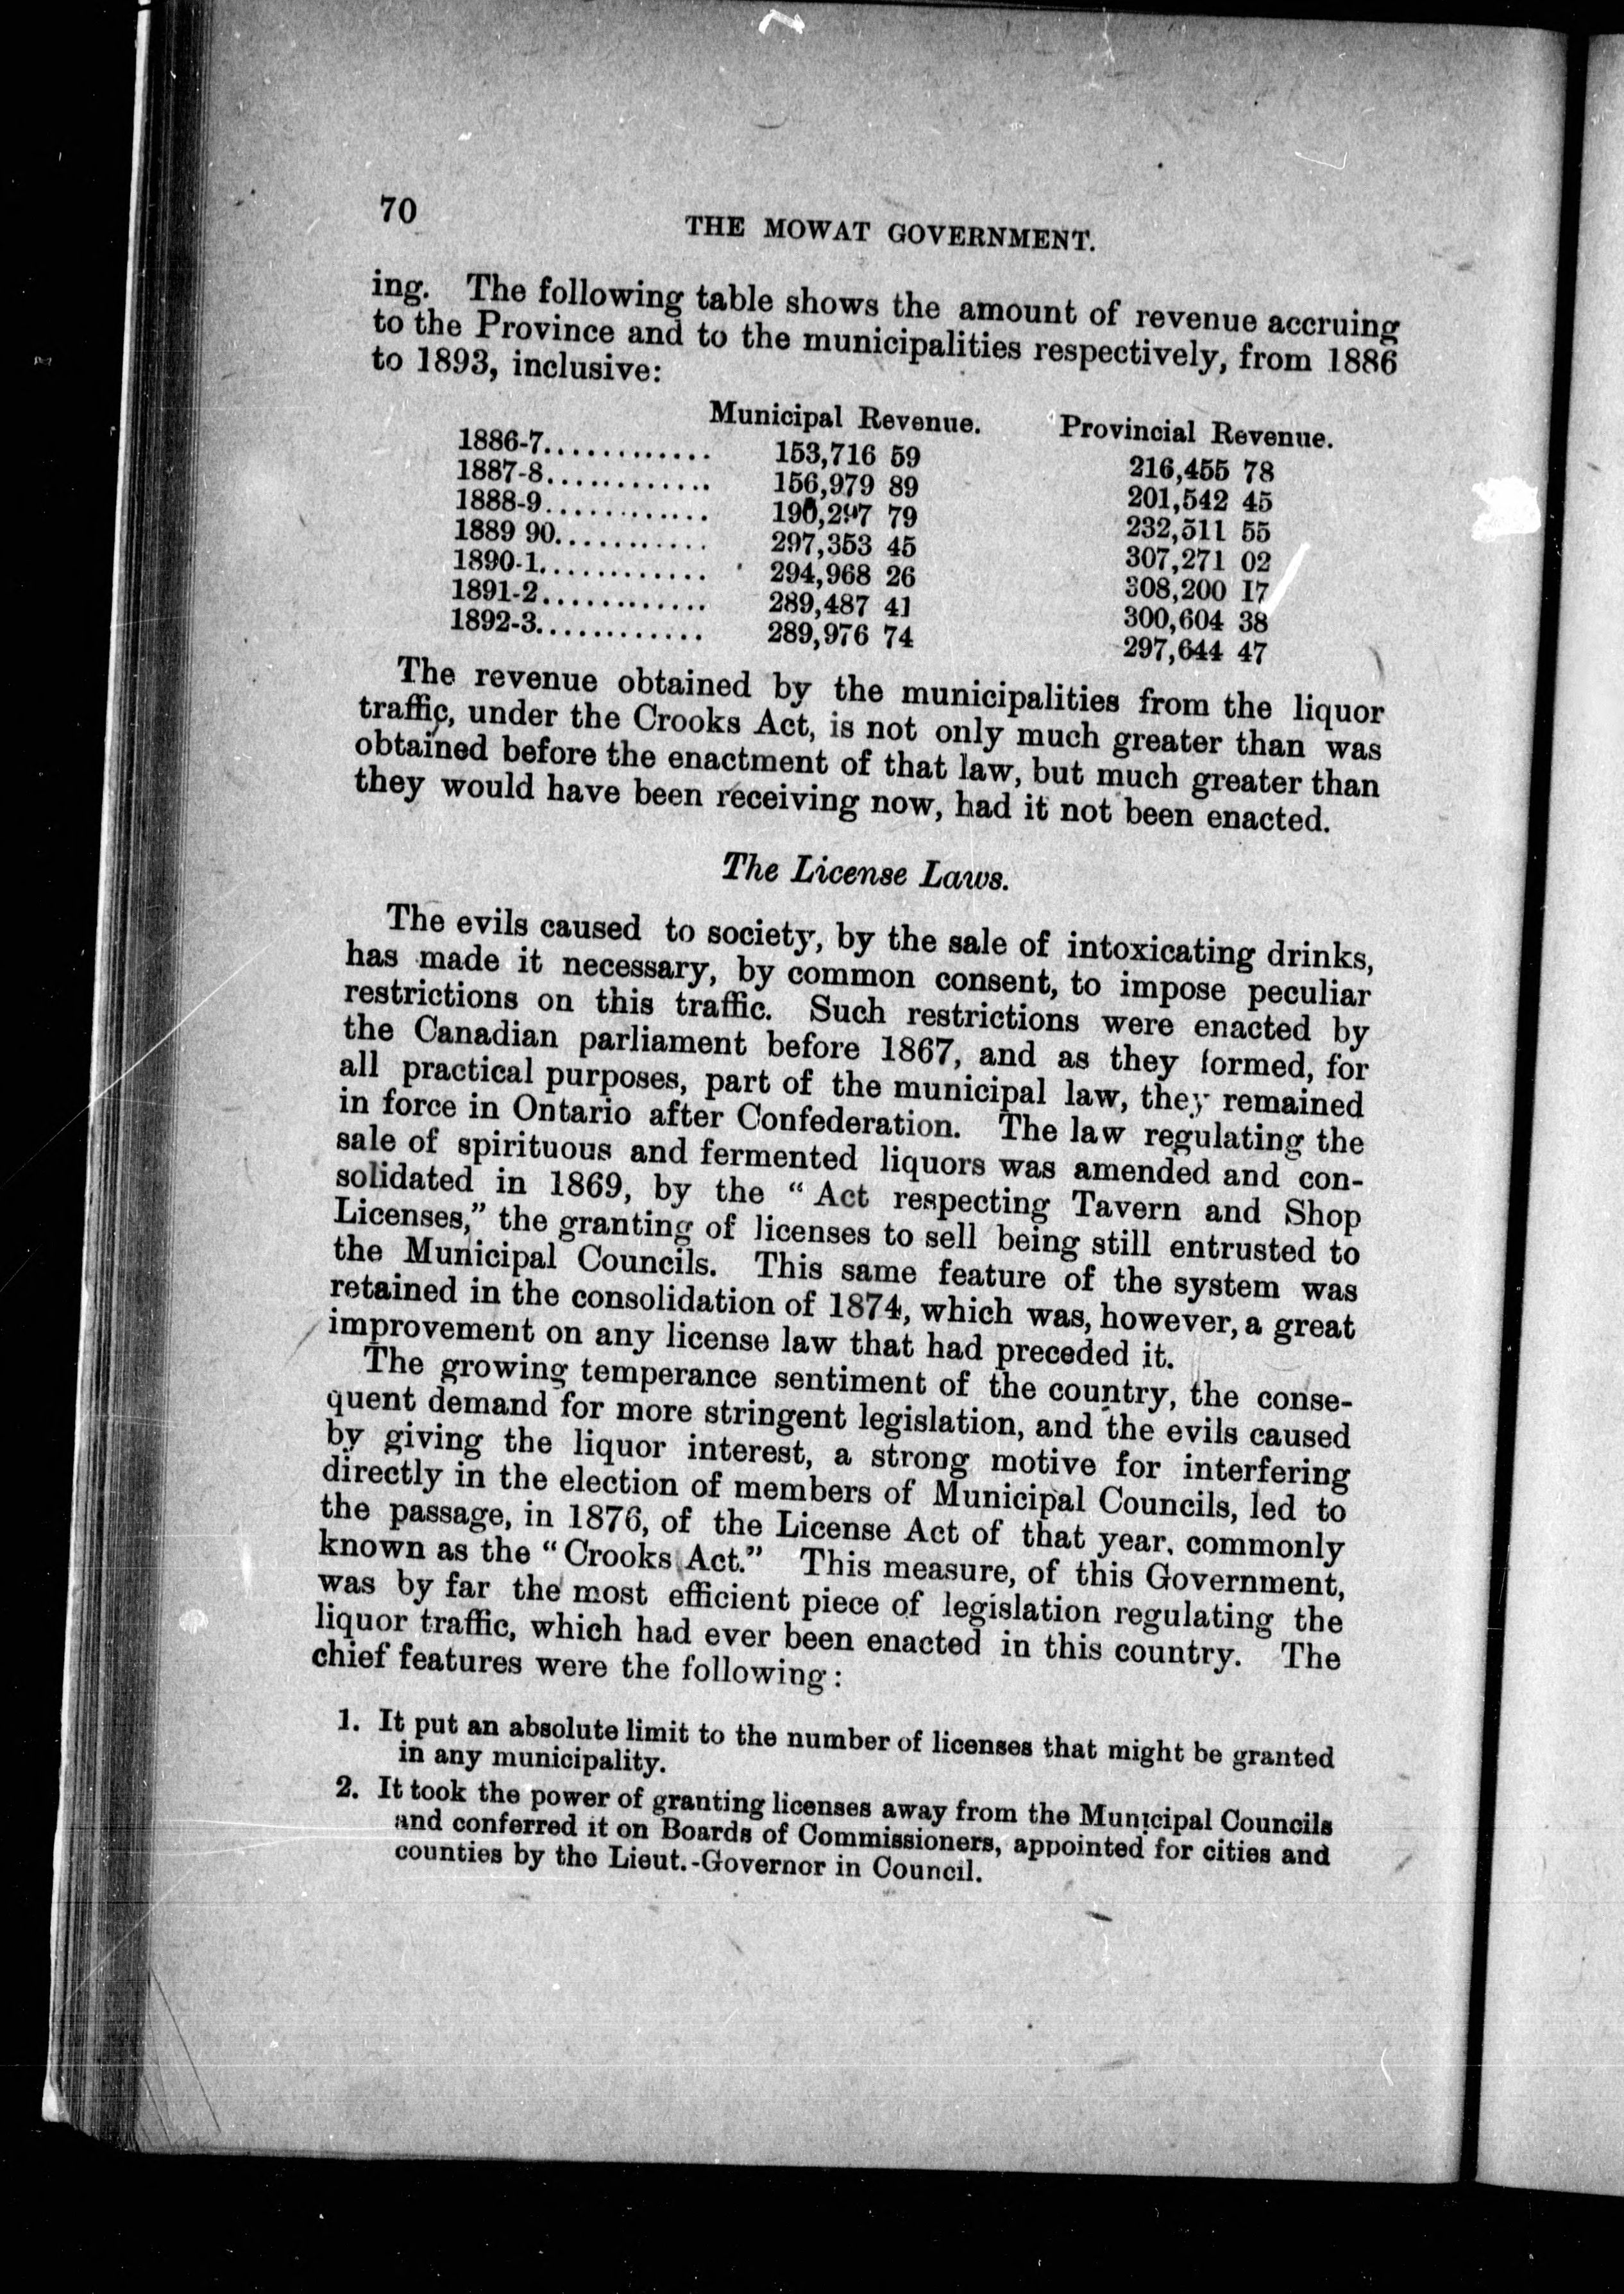 70
THE MOWAT GOVERNMENT.
ing. The following table shows the amount of revenue accruing
to the Province and to the municipalities respectively, from 1886
to 1893, inclusive:
Municipal Revenue. Provincial Revenue.
1886-7............ 153,716 59 216,455 78
1887-8............ 156,979 89 201,542 45
1888-9............ 190,297 79 232,511 55
1889 90........... 297,353 45 307,271 02
1890-1............ 294,968 26 308,200 17
1891-2............ 289,487 41 300,604 38
1892-3............ 289,976 74 297,644 47
The revenue obtained by the municipalities from the liquor
traffic, under the Crooks Act, is not only much greater than was
obtained before the enactment of that law, but much greater than
they would have been receiving now, had it not been enacted.
The License Laws.
The evils caused to society, by the sale of intoxicating drinks,
has made it necessary, by common consent, to impose peculiar
restrictions on this traffic. Such restrictions were enacted by
the Canadian parliament before 1867, and as they formed, for
all practical purposes, part of the municipal law, they remained
in force in Ontario after Confederation. The law regulating the
sale of spirituous and fermented liquors was amended and con-
solidated in 1869, by the “ Act respecting Tavern and Shop
Licenses,” the granting of licenses to sell being still entrusted to
the Municipal Councils. This same feature of the system was
retained in the consolidation of 1874, which was, however, a great
improvement on any license law that had preceded it.
The growing temperance sentiment of the country, the conse-
quent demand for more stringent legislation, and the evils caused
by giving the liquor interest, a strong motive for interfering
directly in the election of members of Municipal Councils, led to
the passage, in 1876, of the License Act of that year, commonly
known as the “ Crooks Act.” This measure, of this Government,
was by far the most efficient piece of legislation regulating the
liquor traffic, which had ever been enacted in this country. The
chief features were the following:
1. It put an absolute limit to the number of licenses that might be granted
in any municipality.
2. It took the power of granting licenses away from the Municipal Councils
and conferred it on Boards of Commissioners, appointed for cities and
counties by the Lieut.-Governor in Council.